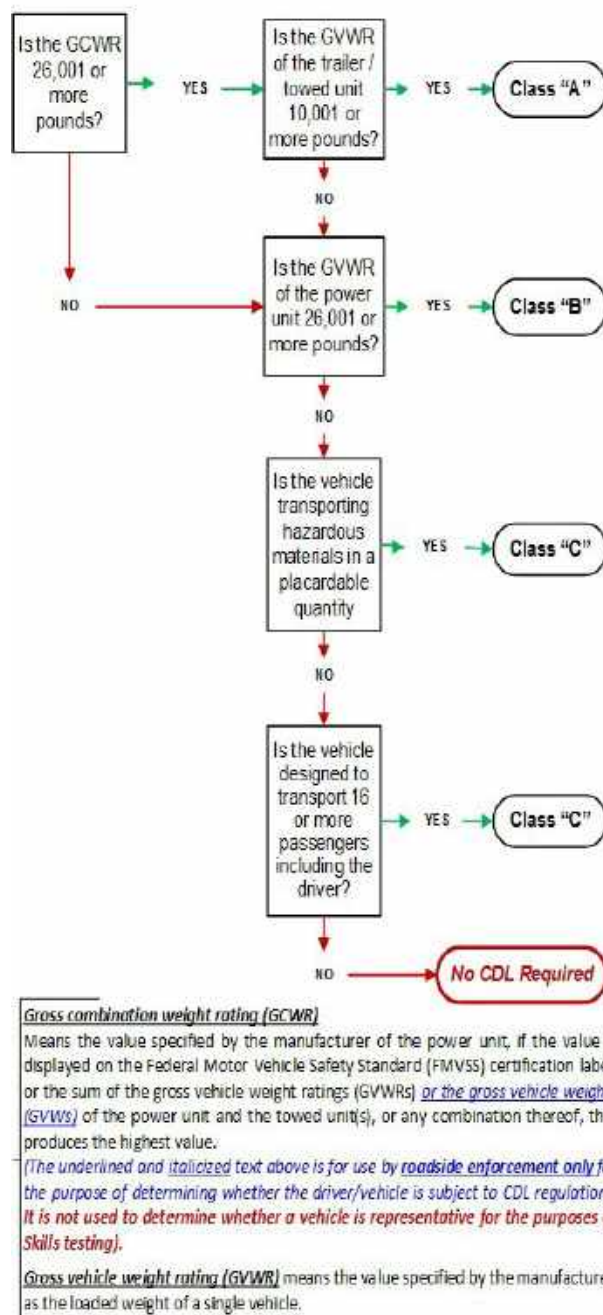 Is the GCWR
26,001 or
more
pounds?
YES
Is the GVWR
of the trailer /
towed unit
10,001 or
more pounds?
YES
Class “A”
NO
NO
Is the GVWR
of the power
unit 26,001 or
more pounds?
YES
Class “B”
NO
Is the vehicle
transporting
hazardous
materials in a
placardable
quantity
YES
Class “C”
NO
Is the vehicle
designed to
transport 16
or more
passengers
including the
driver?
YES
Class “C”
NO
No CDL Required
Gross combination weight rating (GCWR)
Means the value specified by the manufacturer of the power unit, if the value
displayed on the Federal Motor Vehicle Safety Standard (FMVSS) certification
or the sum of the gross vehicle weight ratings (GVWRs) or the gross vehicle
(GVWs) of the power unit and the towed unit(s), or any combination thereof,
produces the highest value.
(The underlined and italicized text above is for use by roadside enforcement only
the purpose of determining whether the driver/vehicle is subject to CDL
It is not used to determine whether a vehicle is representative for the purposes
Skills testing).
Gross vehicle weight rating (GVWR) means the value specified by the
as the loaded weight of a single vehicle.